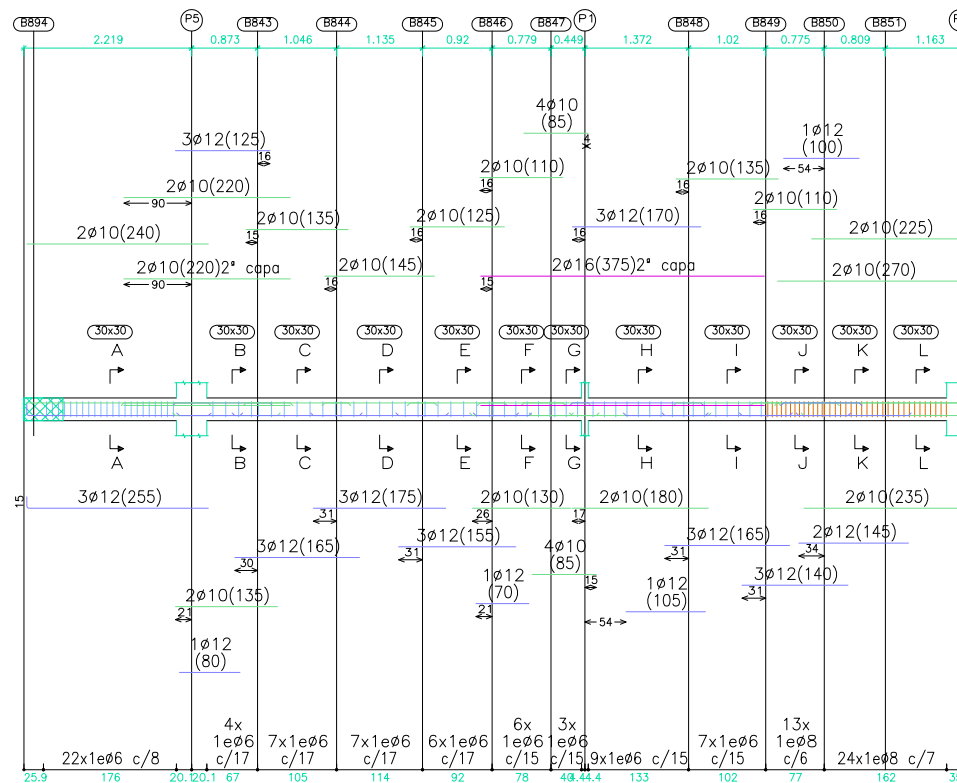 B894 P5 B843 B844 B845 B846 B847 P1 B848 B849 B850 B851
2.219 0.873 1.046 1.135 0.92 0.779 0.449 1.372 1.02 0.775 0.809 1.163
4ø10
(85)
4
3ø12(125)
16
1ø12
(100)
54
2ø10(110)
16
2ø10(135)
16
2ø10(220)
90
2ø10(110)
16
2ø10(135)
15
2ø10(125)
16
3ø12(170)
16
2ø10(240)
2ø10(225)
2ø10(220)2ª capa
90
2ø10(145)
16
2ø16(375)2ª capa
15
2ø10(270)
30x30 30x30 30x30 30x30 30x30 30x30 30x30 30x30 30x30 30x30 30x30 30x30
A B C D E F G H I J K L
A B C D E F G H I J K L
15
3ø12(255)
3ø12(175)
31
2ø10(130)
26
2ø10(180)
17
2ø10(235)
3ø12(155)
31
3ø12(165)
31
2ø12(145)
34
3ø12(165)
30
4ø10
(85)
15
3ø12(140)
31
1ø12
(70)
21
1ø12
(105)
54
2ø10(135)
21
1ø12
(80)
22x1eø6 c/8
4x
1eø6
c/17
7x1eø6
c/17
7x1eø6
c/17
6x1eø6
c/17
6x
1eø6
c/15
3x
1eø6
c/15
9x1eø6 c/15
7x1eø6
c/15
13x
1eø8
c/6
24x1eø8 c/7
25.9 176 20.1 20.1 67 105 114 92 78 133 102 77 162